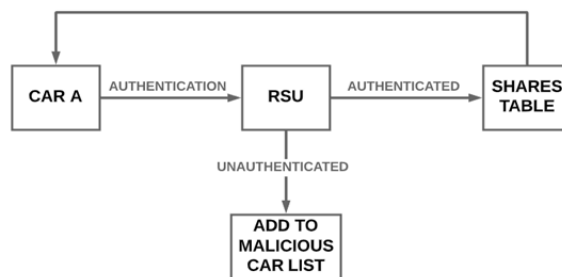 CAR A
AUTHENTICATION
RSU
AUTHENTICATED
SHARES
TABLE
UNAUTHENTICATED
ADD TO
MALICIOUS
CAR LIST